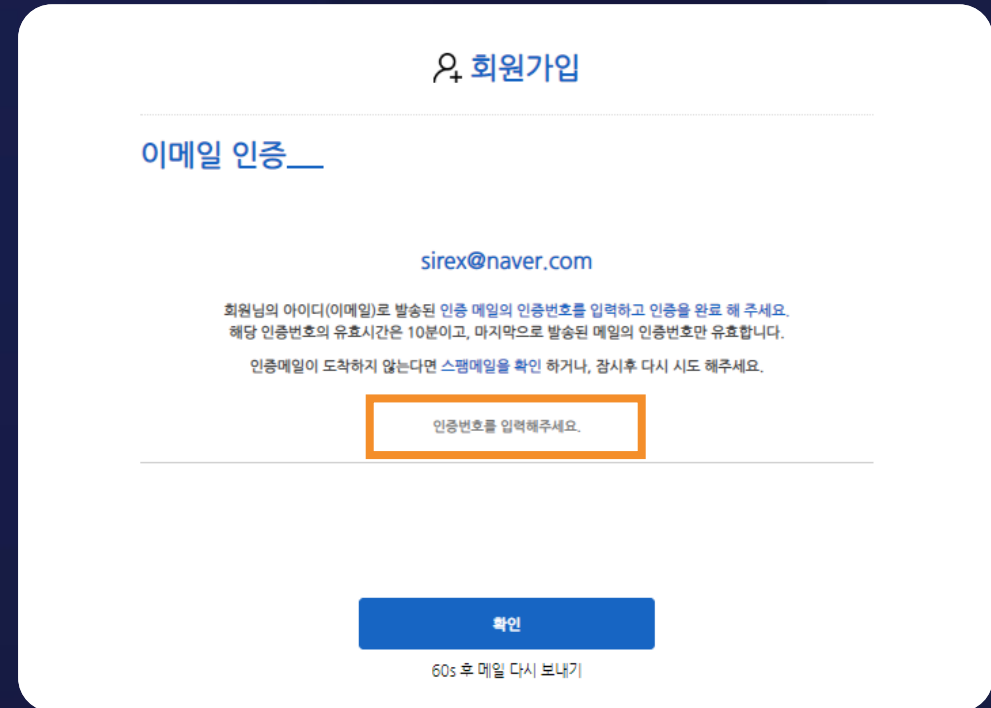 회원가입
이메일 인증
sirex@naver.com
회원님의 아이디(이메일)로 발송된 인증 메일의 인증번호를 입력하고 인증을 완료 해 주세요.
해당 인증번호의 유효시간은 10분이고, 마지막으로 발송된 메일의 인증번호만 유효합니다.
인증메일이 도착하지 않는다면 스팸메일을 확인 하거나, 잠시후 다시 시도 해주세요.
인증번호를 입력해주세요.
확인
60s 후 메일 다시 보내기